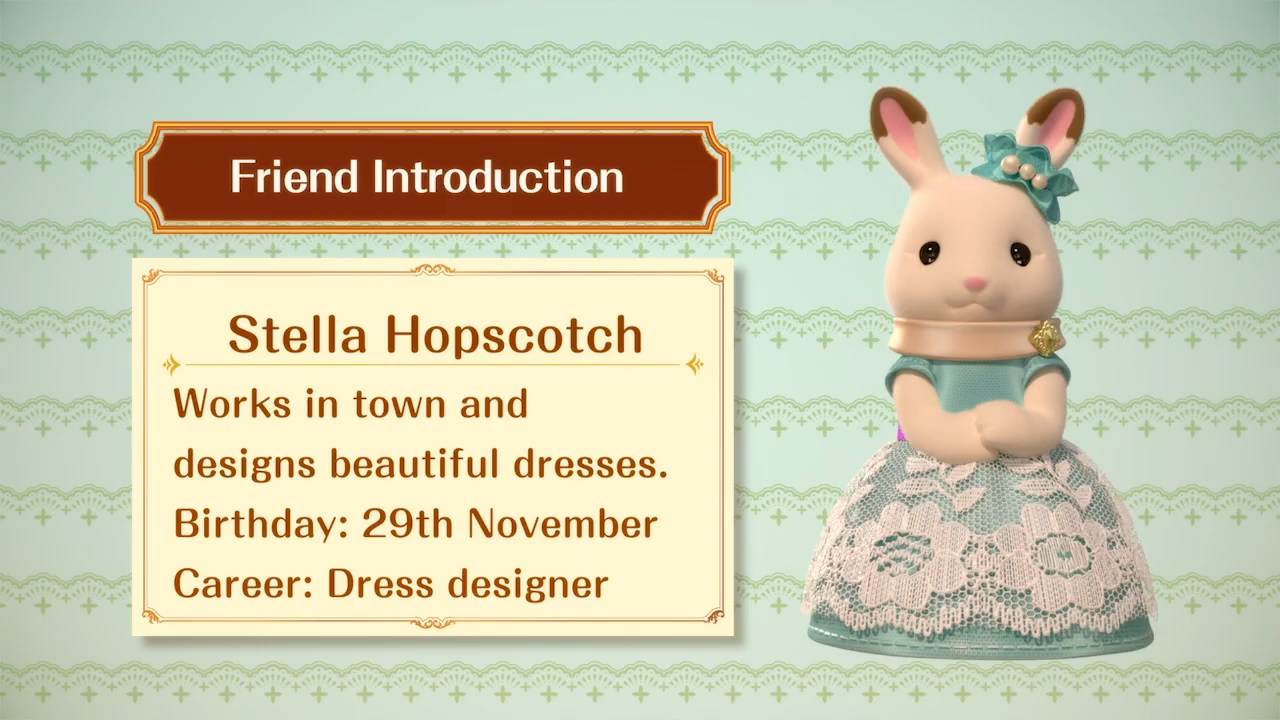 Friend Introduction
Stella Hopscotch
Works in town and
designs beautiful dresses.
Birthday: 29th November
Career: Dress designer